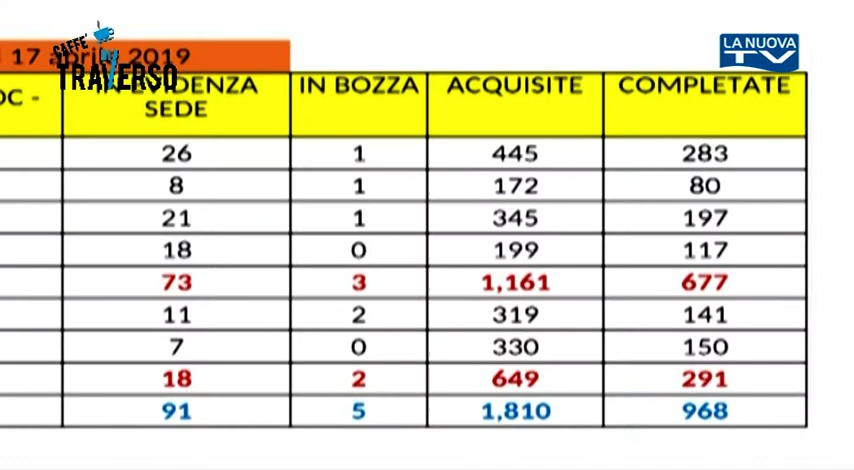 CAFFE'
TRAVERSO
17 aprile 2019
LA NUOVA
TV
OC -
IN EVIDENZA
SEDE
IN BOZZA
ACQUISITE
COMPLETATE
26 1 445 283
8 1 172 80
21 1 345 197
18 0 199 117
73 3 1,161 677
11 2 319 141
7 0 330 150
18 2 649 291
91 5 1,810 968